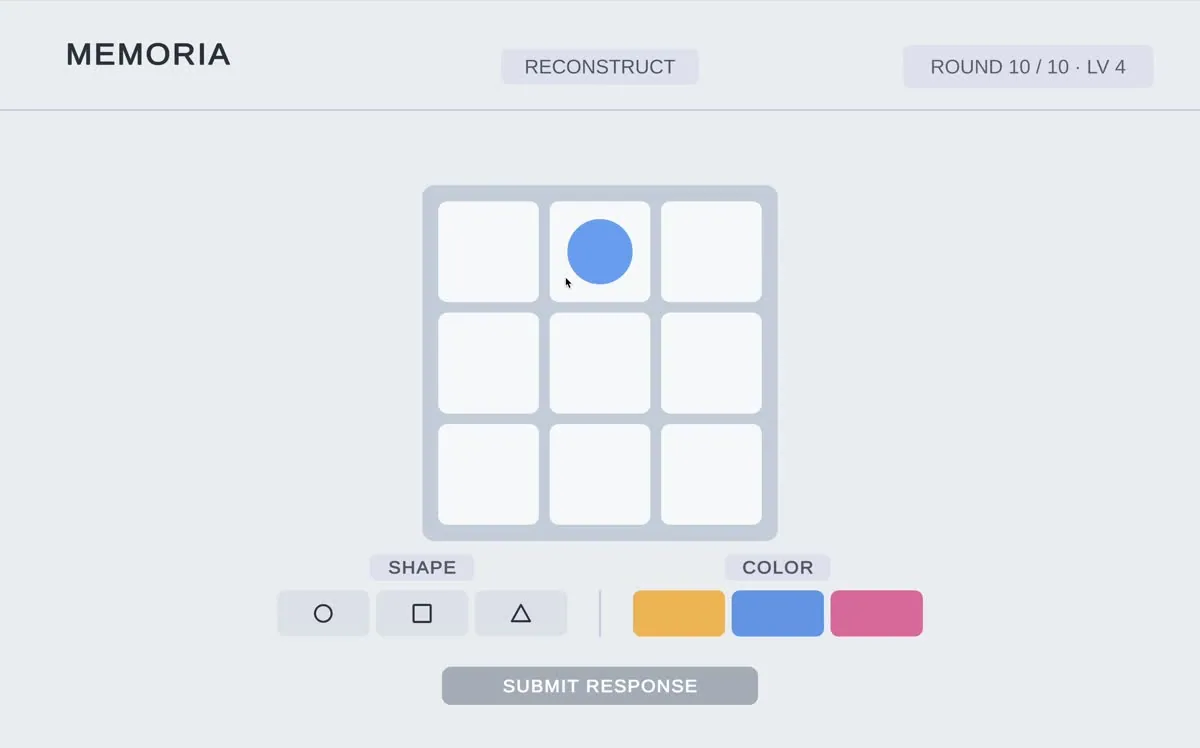 MEMORIA
RECONSTRUCT
ROUND 10 / 10 · LV 4
SHAPE
COLOR
SUBMIT RESPONSE